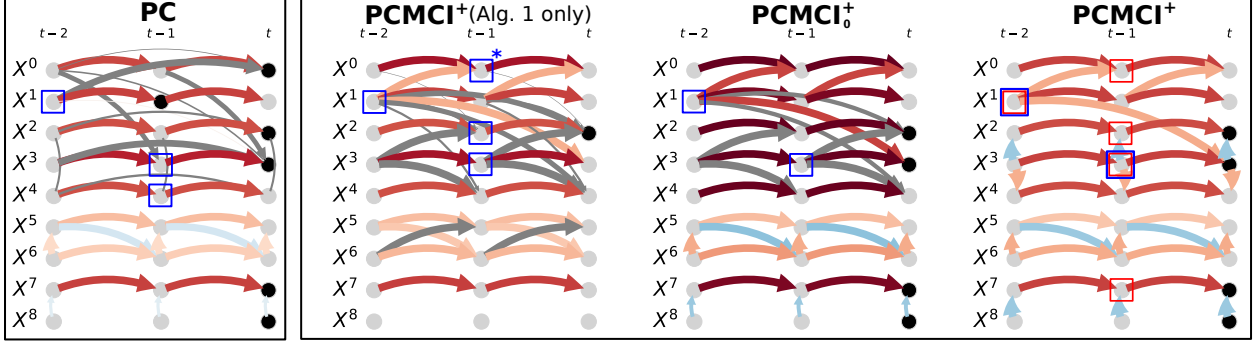 PC
PCMCI⁺(Alg. 1 only)
PCMCI⁺₀
PCMCI⁺
t − 2 t − 1 t
t − 2 t − 1 t
t − 2 t − 1 t
t − 2 t − 1 t
X⁰ X⁰ * X⁰ X⁰
X¹ X¹ X¹ X¹
X² X² X² X²
X³ X³ X³ X³
X⁴ X⁴ X⁴ X⁴
X⁵ X⁵ X⁵ X⁵
X⁶ X⁶ X⁶ X⁶
X⁷ X⁷ X⁷ X⁷
X⁸ X⁸ X⁸ X⁸